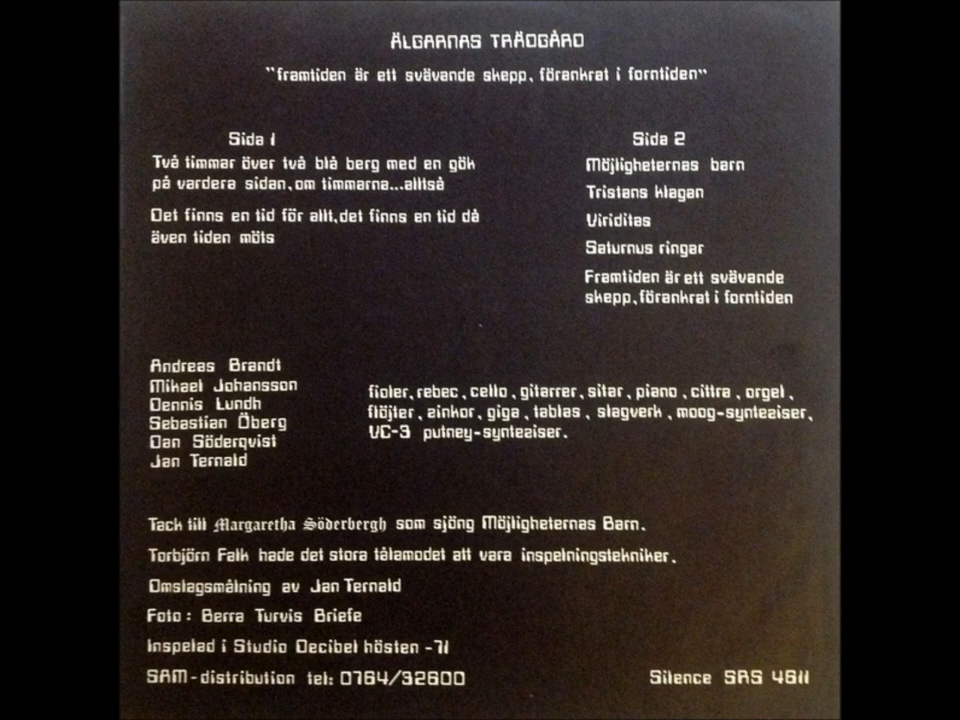 ÄLGARNAS TRÄDGÅRD
"framtiden är ett svävande skepp, förankrat i forntiden"
Sida 1
Två timmar över två blå berg med en gök
på vardera sidan, om timmarna...alltså
Det finns en tid för allt, det finns en tid då
även tiden möts
Sida 2
Möjligheternas barn
Tristans klagan
Viriditas
Saturnus ringar
Framtiden är ett svävande
skepp, förankrat i forntiden
Andreas Brandt
Mikael Johansson
Dennis Lundh
Sebastian Öberg
Dan Söderqvist
Jan Ternald
fioler, rebec, cello, gitarrer, sitar, piano, cittra, orgel,
flöjter, zinkor, giga, tablas, slagverk, moog-synteziser,
VC-3 putney-synteziser.
Tack till Margaretha Söderbergh som sjöng Möjligheternas Barn.
Torbjörn Falk hade det stora tålamodet att vara inspelningstekniker.
Omslagsmålning av Jan Ternald
Foto: Berra Turvis Briefe
Inspelad i Studio Decibel hösten -71
SAM-distribution tel: 0764/32600
Silence SRS 4611